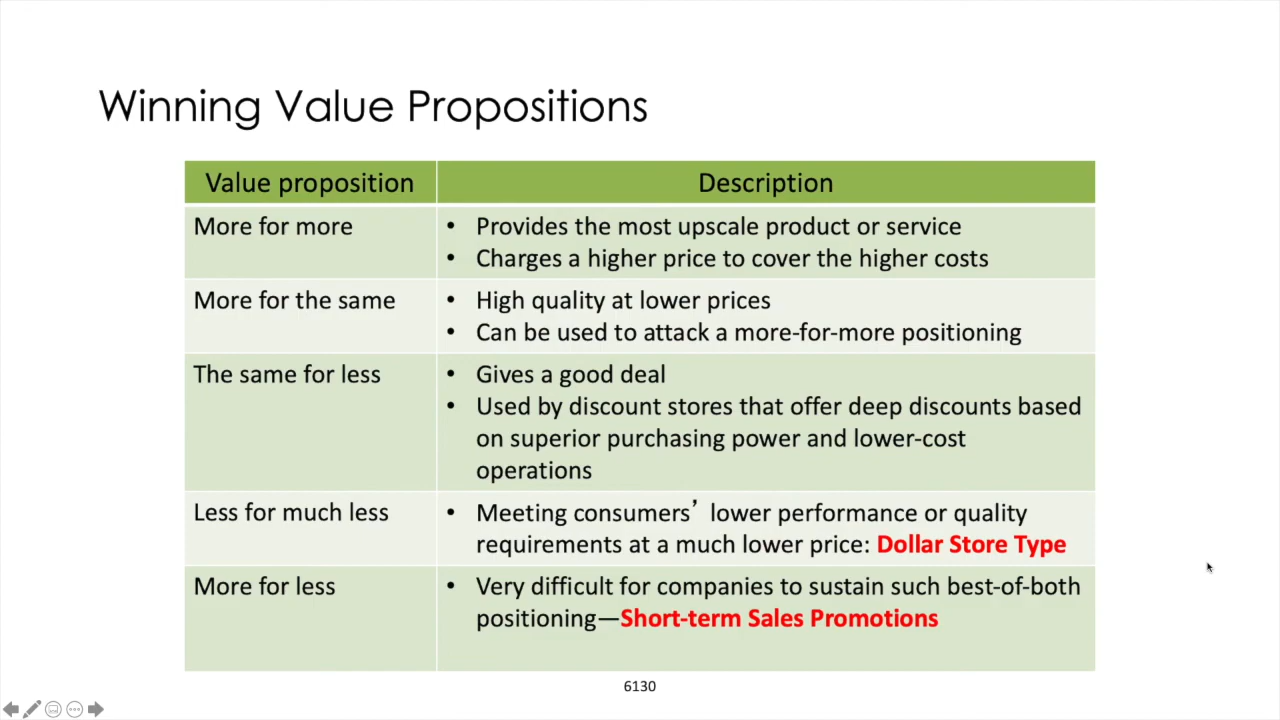 Winning Value Propositions
Value proposition
Description
More for more
• Provides the most upscale product or service
• Charges a higher price to cover the higher costs
More for the same
• High quality at lower prices
• Can be used to attack a more-for-more positioning
The same for less
• Gives a good deal
• Used by discount stores that offer deep discounts based
on superior purchasing power and lower-cost
operations
Less for much less
• Meeting consumers’ lower performance or quality
requirements at a much lower price: Dollar Store Type
More for less
• Very difficult for companies to sustain such best-of-both
positioning—Short-term Sales Promotions
6130